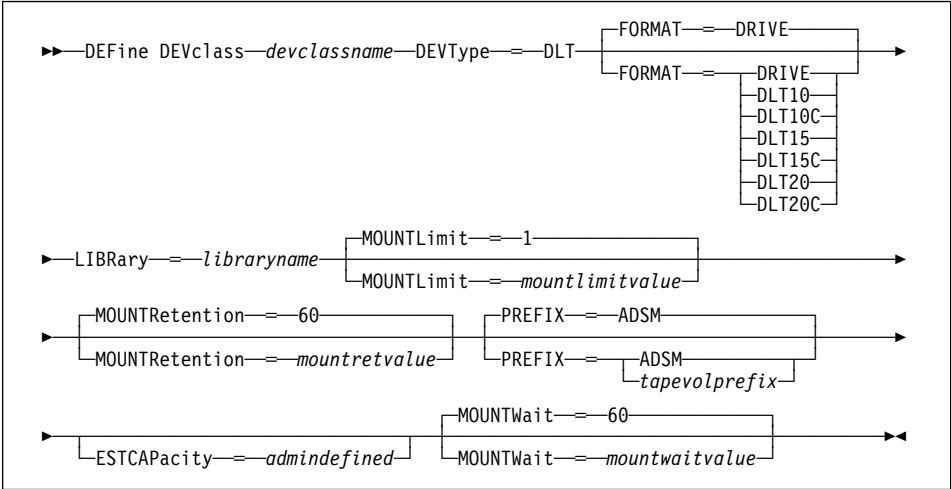 FORMAT=DRIVE
DEFine DEVclass devclassname DEVType = DLT
FORMAT=DRIVE
DLT10
DLT10C
DLT15
DLT15C
DLT20
DLT20C
MOUNTLimit=1
LIBRary=libraryname
MOUNTLimit=mountlimitvalue
MOUNTRetention=60 PREFIX=ADSM
MOUNTRetention=mountretvalue PREFIX=ADSM
tapevolprefix
MOUNTWait=60
ESTCAPacity=admindefined MOUNTWait=mountwaitvalue